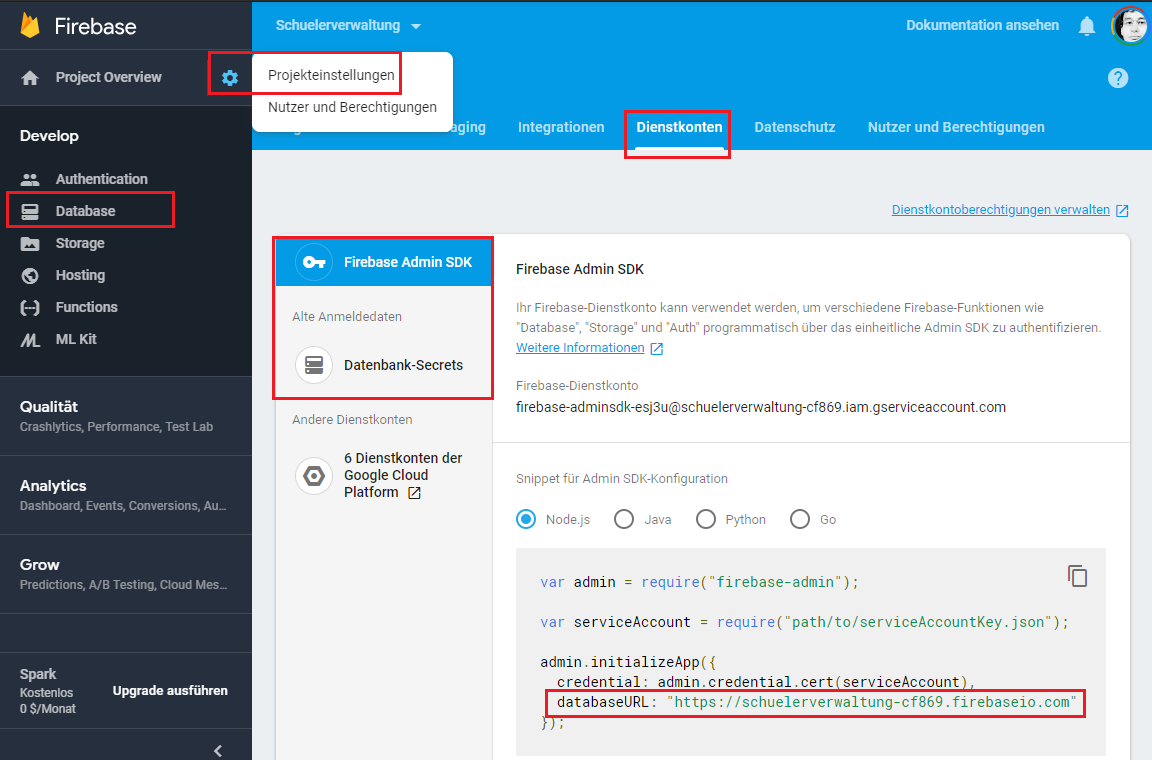 Firebase
Schuelerverwaltung
Dokumentation ansehen
Project Overview
Projekteinstellungen
Nutzer und Berechtigungen
aging
Integrationen
Dienstkonten
Datenschutz
Nutzer und Berechtigungen
Develop
Authentication
Database
Storage
Hosting
Functions
ML Kit
Qualität
Crashlytics, Performance, Test Lab
Analytics
Dashboard, Events, Conversions, Au...
Grow
Predictions, A/B Testing, Cloud Mes...
Spark
Kostenlos
0 $/Monat
Upgrade ausführen
Dienstkontoberechtigungen verwalten
Firebase Admin SDK
Alte Anmeldedaten
Datenbank-Secrets
Andere Dienstkonten
6 Dienstkonten der
Google Cloud
Platform
Firebase Admin SDK
Ihr Firebase-Dienstkonto kann verwendet werden, um verschiedene Firebase-Funktionen wie
"Database", "Storage" und "Auth" programmatisch über das einheitliche Admin SDK zu authentifizieren.
Weitere Informationen
Firebase-Dienstkonto
firebase-adminsdk-esj3u@schuelerverwaltung-cf869.iam.gserviceaccount.com
Snippet für Admin SDK-Konfiguration
Node.js
Java
Python
Go
var admin = require("firebase-admin");
var serviceAccount = require("path/to/serviceAccountKey.json");
admin.initializeApp({
credential: admin.credential.cert(serviceAccount),
databaseURL: "https://schuelerverwaltung-cf869.firebaseio.com"
});